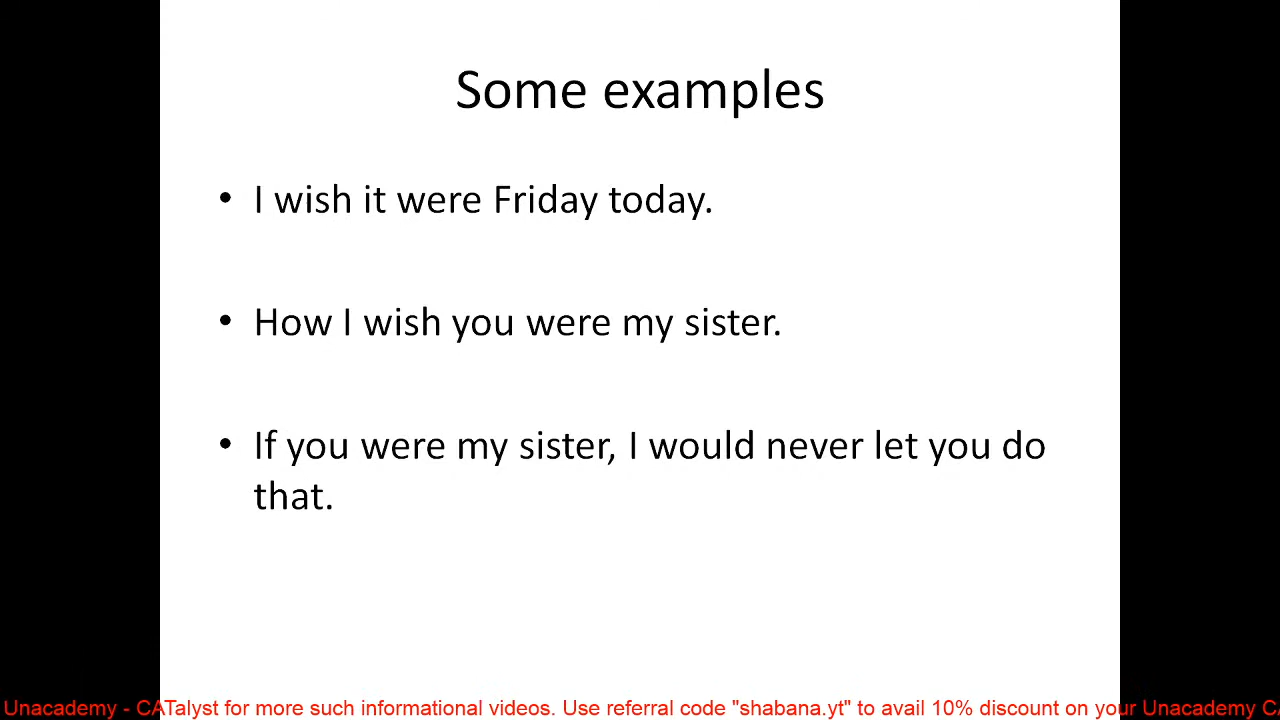 Some examples
• I wish it were Friday today.
• How I wish you were my sister.
• If you were my sister, I would never let you do
that.
Unacademy - CATalyst for more such informational videos. Use referral code "shabana.yt" to avail 10% discount on your Unacademy